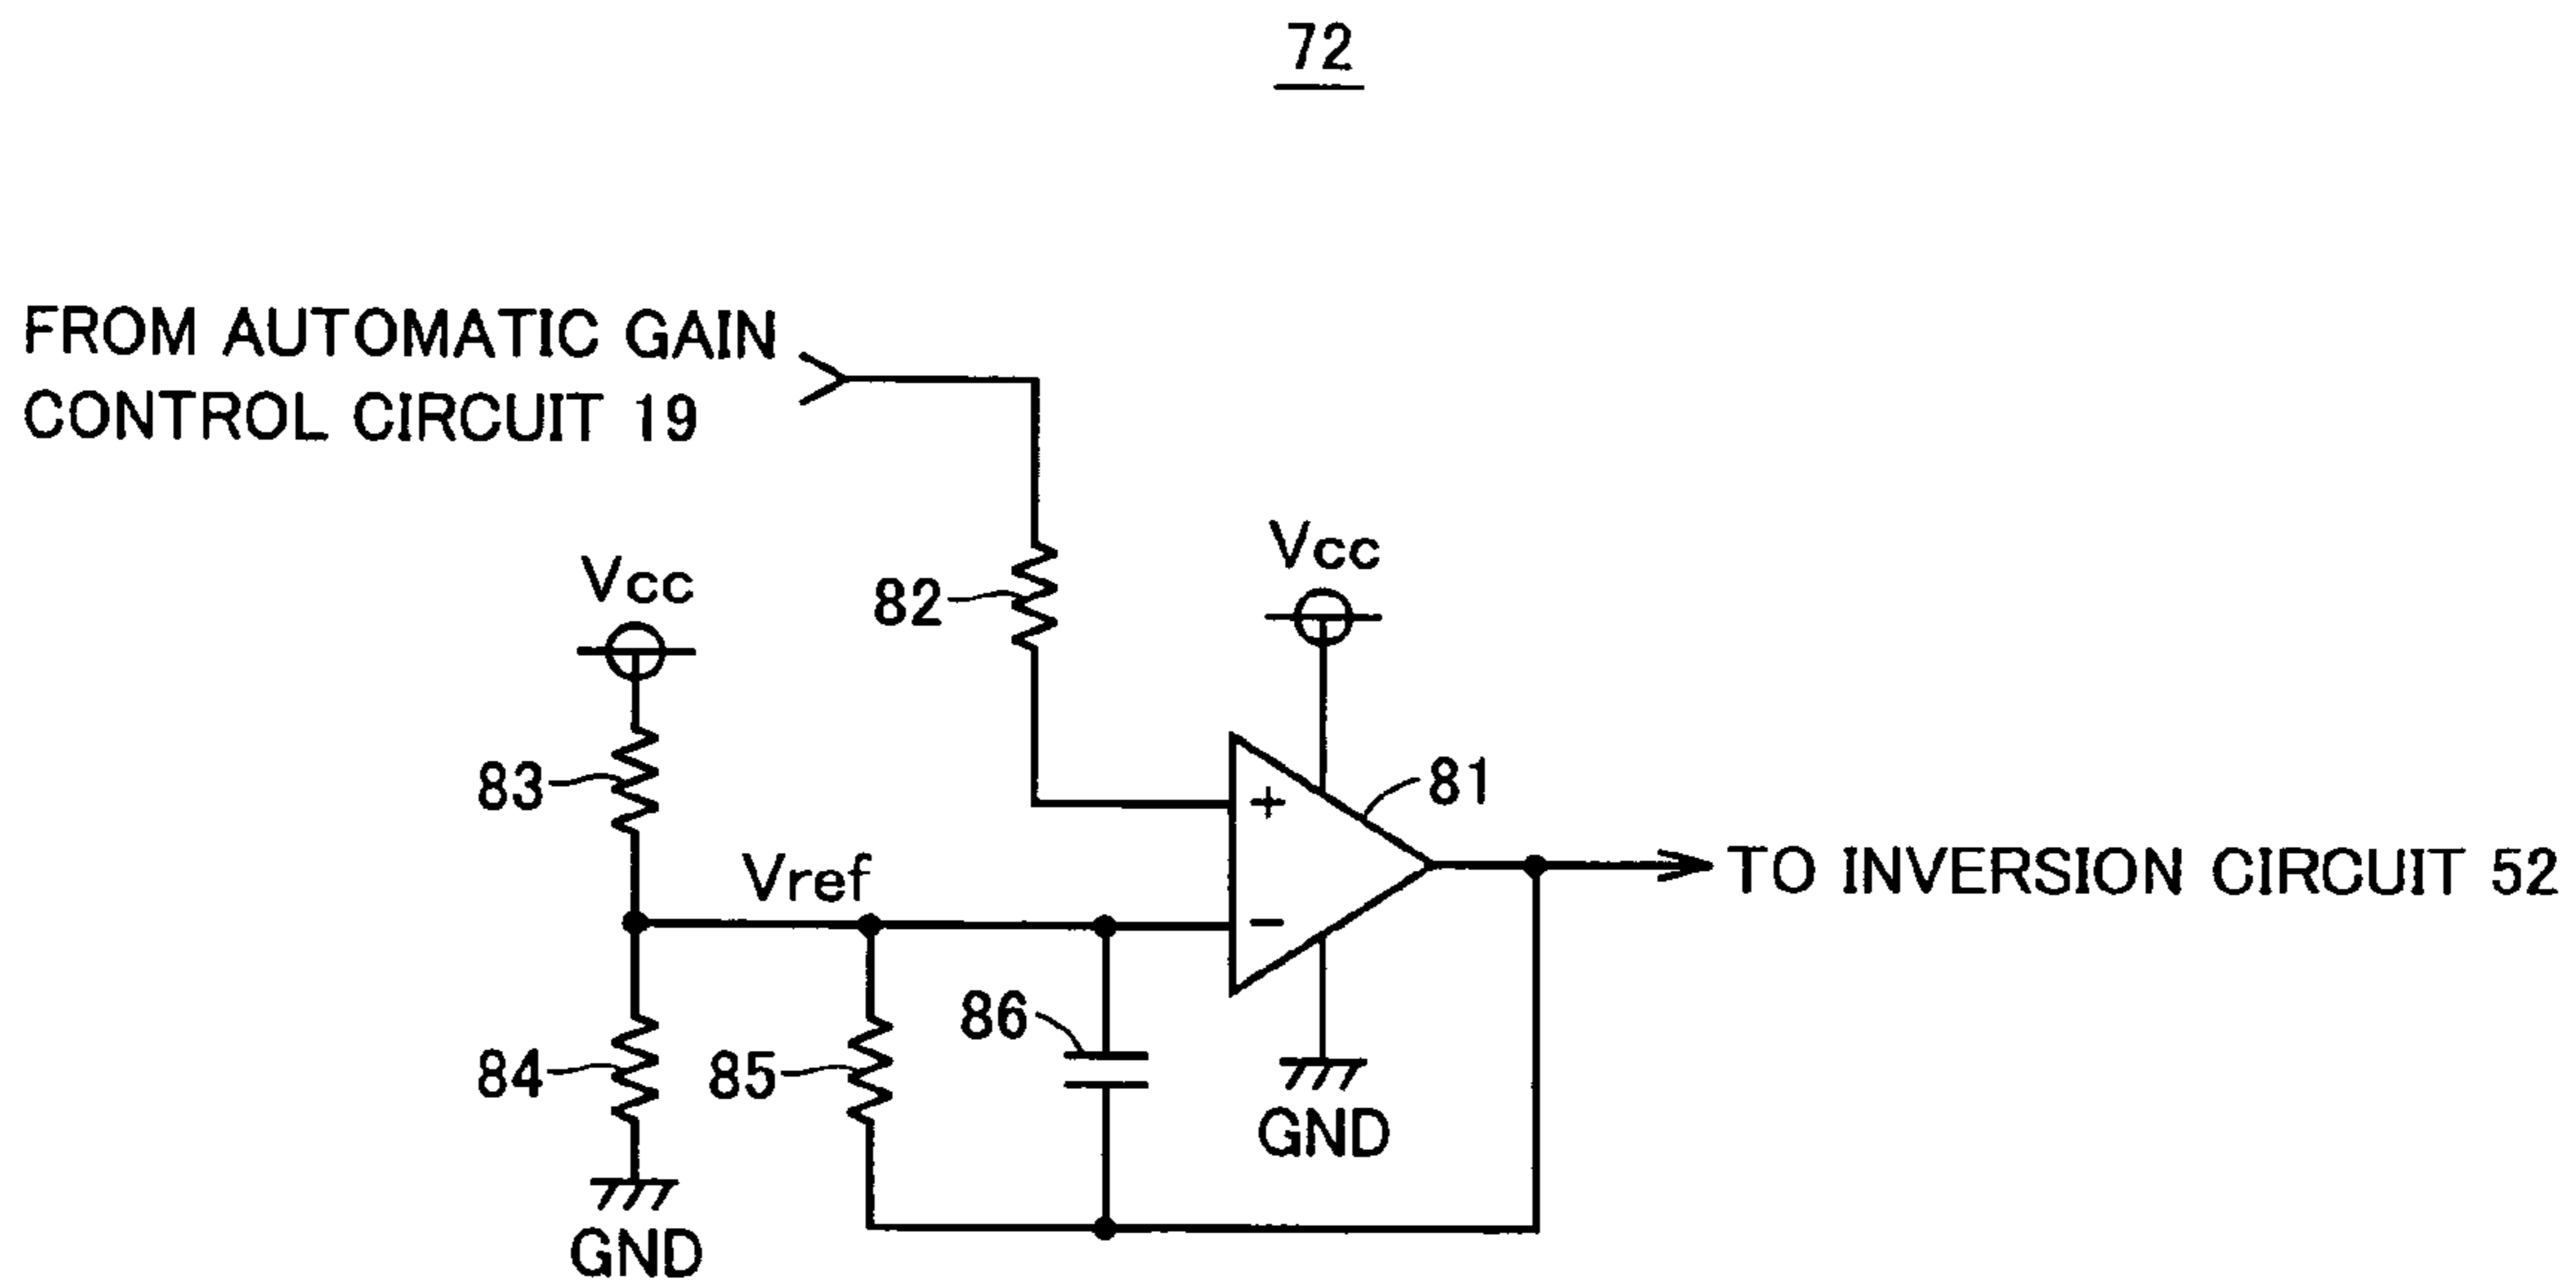 72
FROM AUTOMATIC GAIN
CONTROL CIRCUIT 19
Vcc
82
Vcc
83
81
Vref
TO INVERSION CIRCUIT 52
+
−
86
84
85
GND
GND